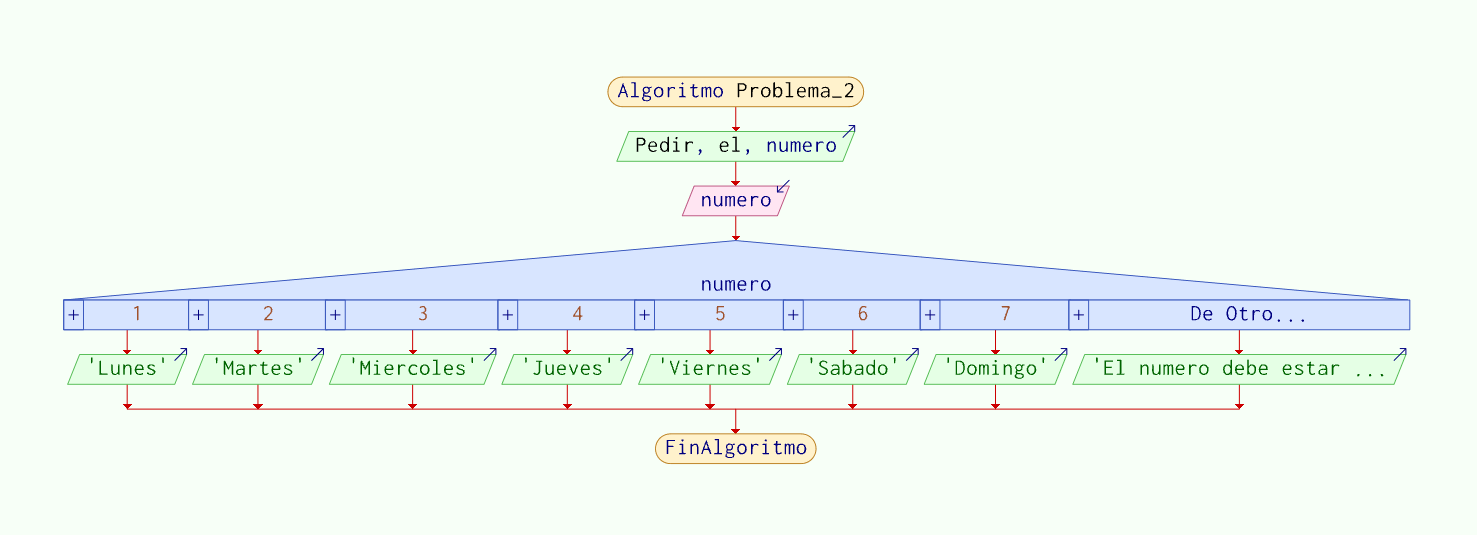 Algoritmo Problema_2
Pedir, el, numero
numero
numero
+ 1 + 2 + 3 + 4 + 5 + 6 + 7 + De Otro...
'Lunes' 'Martes' 'Miercoles' 'Jueves' 'Viernes' 'Sabado' 'Domingo' 'El numero debe estar ...
FinAlgoritmo